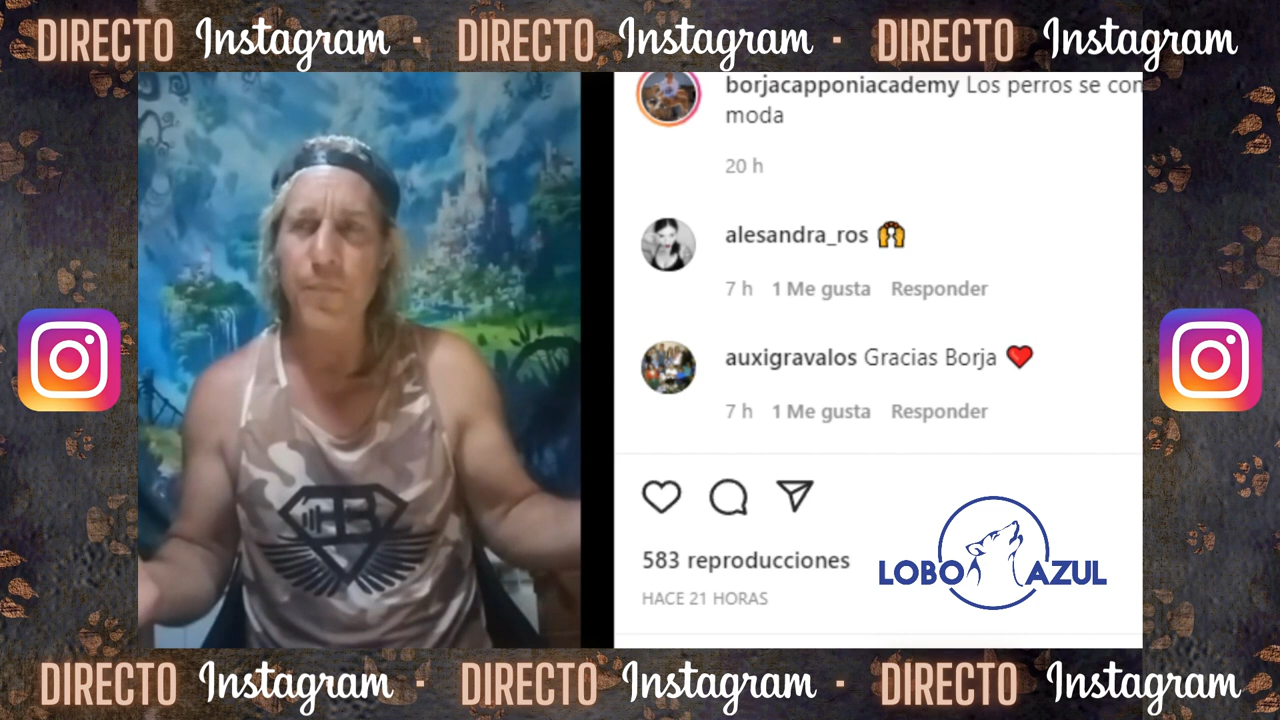 DIRECTO Instagram · DIRECTO Instagram · DIRECTO Instagram
borjacapponiacademy Los perros se con
moda
20 h
alesandra_ros 🙌
7 h 1 Me gusta Responder
auxigravalos Gracias Borja ❤️
7 h 1 Me gusta Responder
583 reproducciones
HACE 21 HORAS
LOBO AZUL
DIRECTO Instagram · DIRECTO Instagram · DIRECTO Instagram